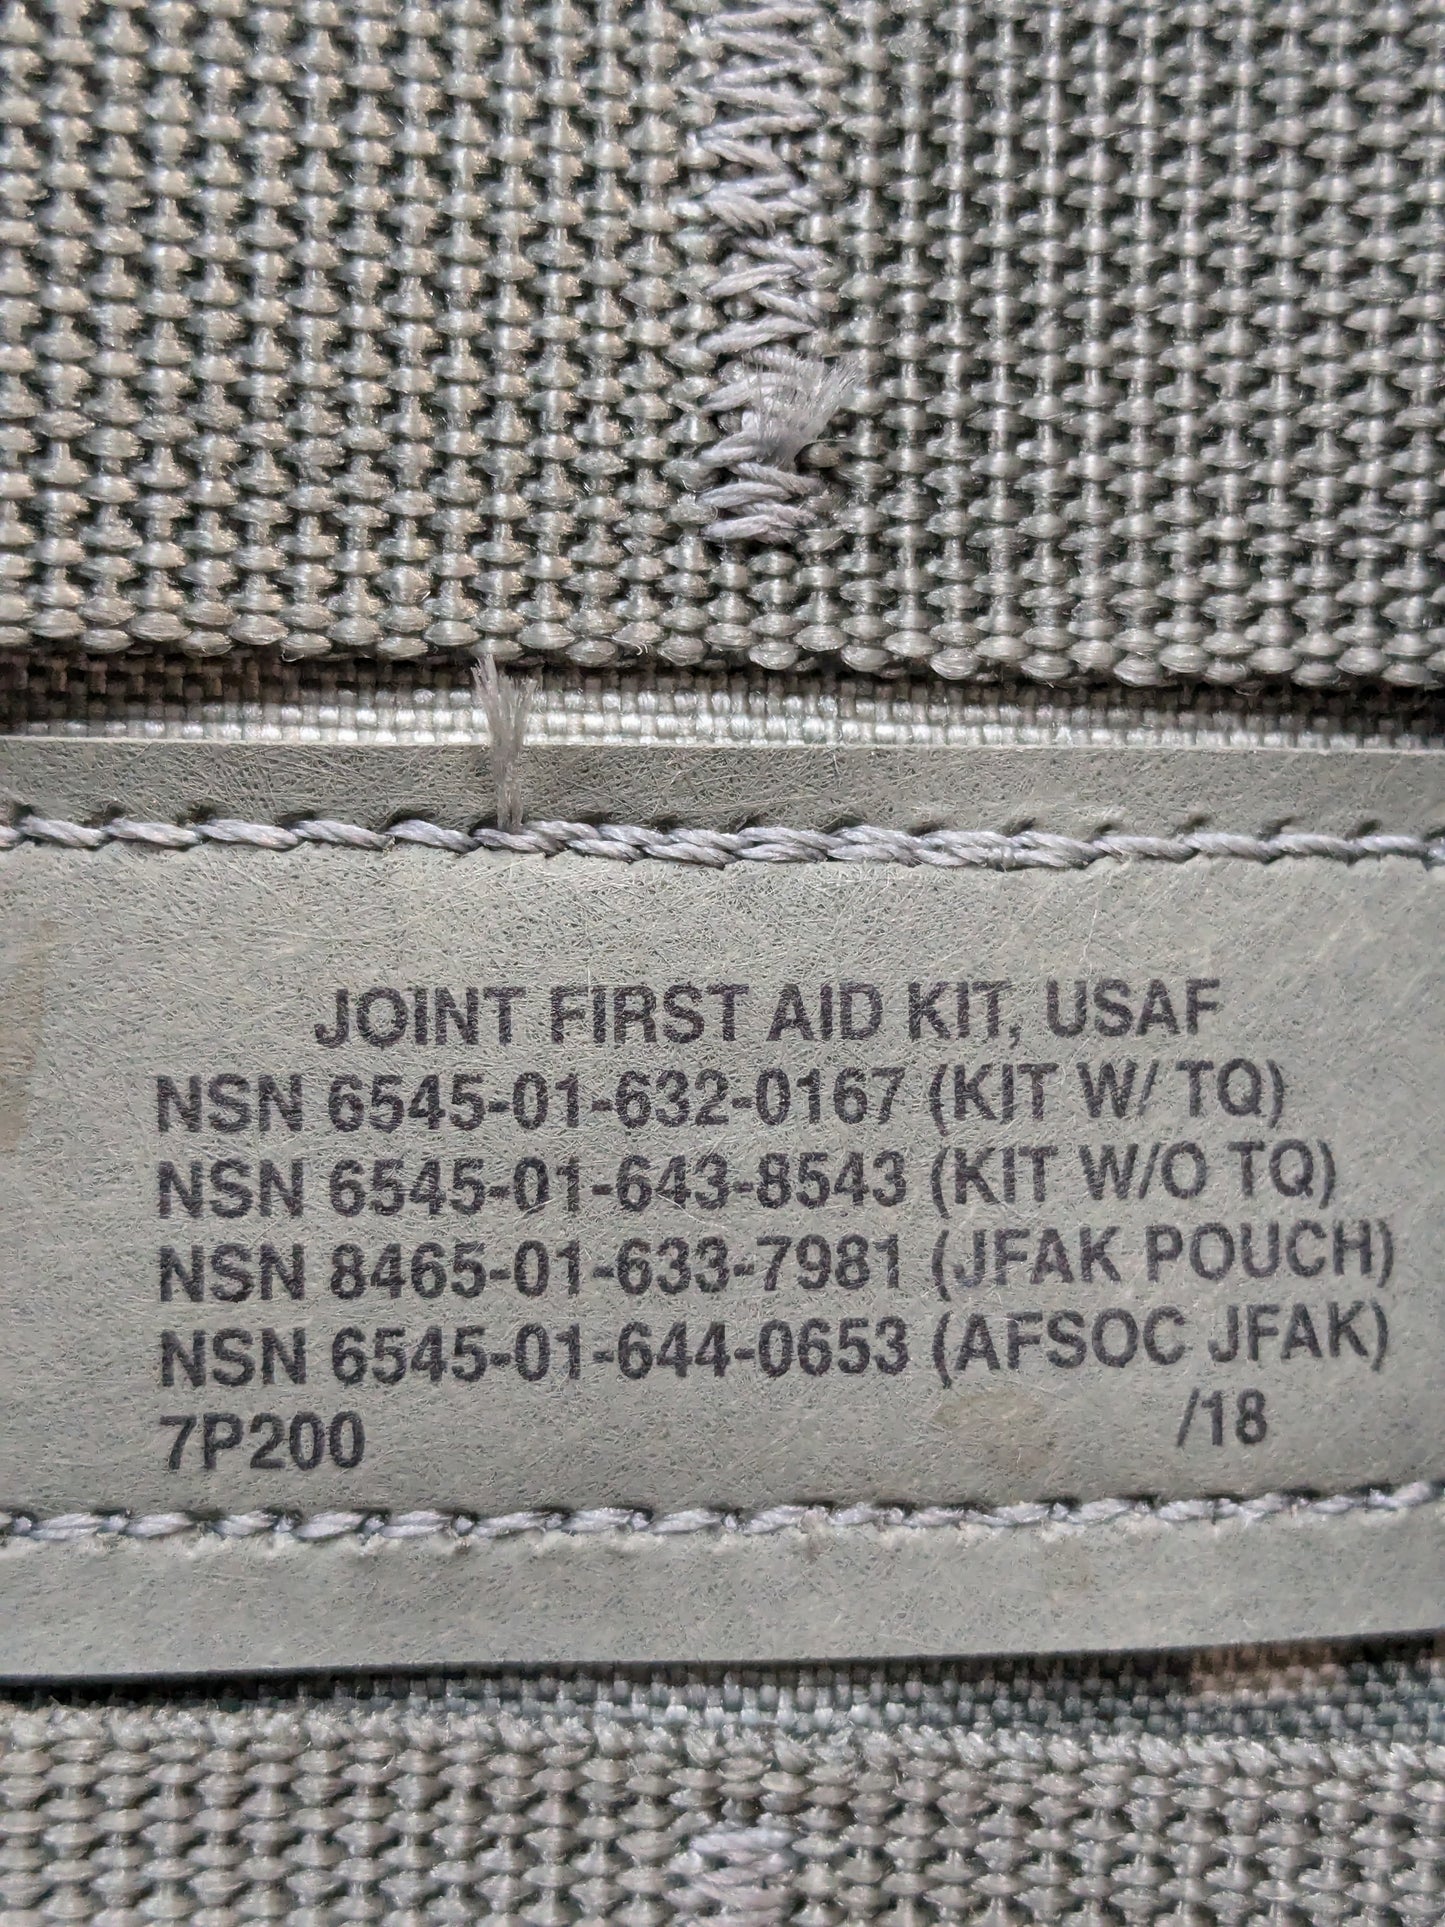 JOINT FIRST AID KIT, USAF
NSN 6545-01-632-0167 (KIT W/ TQ)
NSN 6545-01-643-8543 (KIT W/O TQ)
NSN 8465-01-633-7981 (JFAK POUCH)
NSN 6545-01-644-0653 (AFSOC JFAK)
7P200 /18